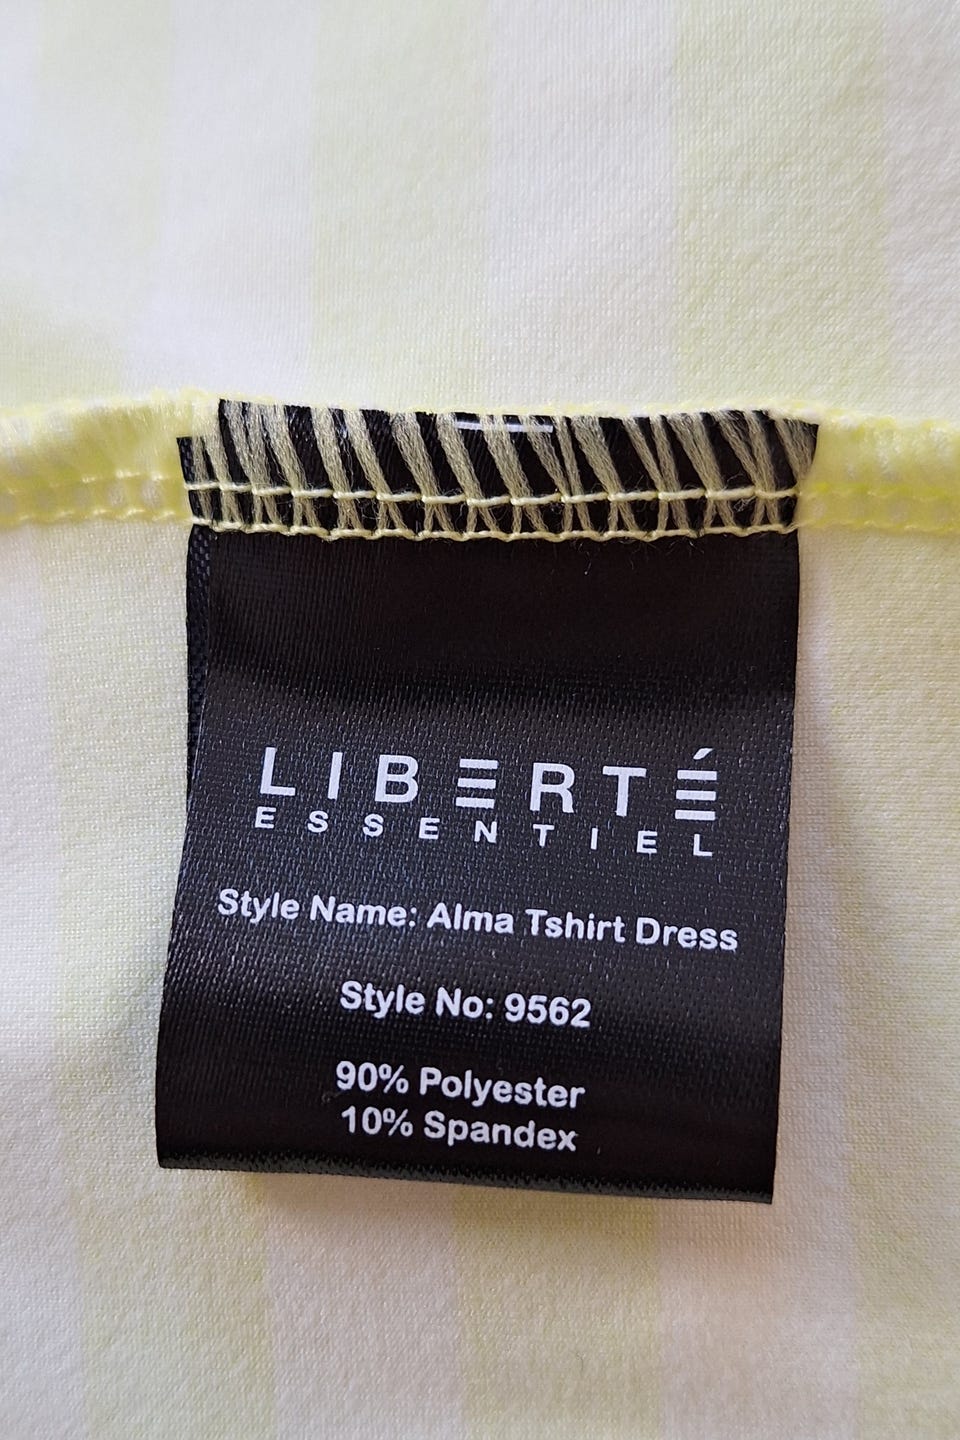 LIBERTÉ
ESSENTIEL
Style Name: Alma Tshirt Dress
Style No: 9562
90% Polyester
10% Spandex